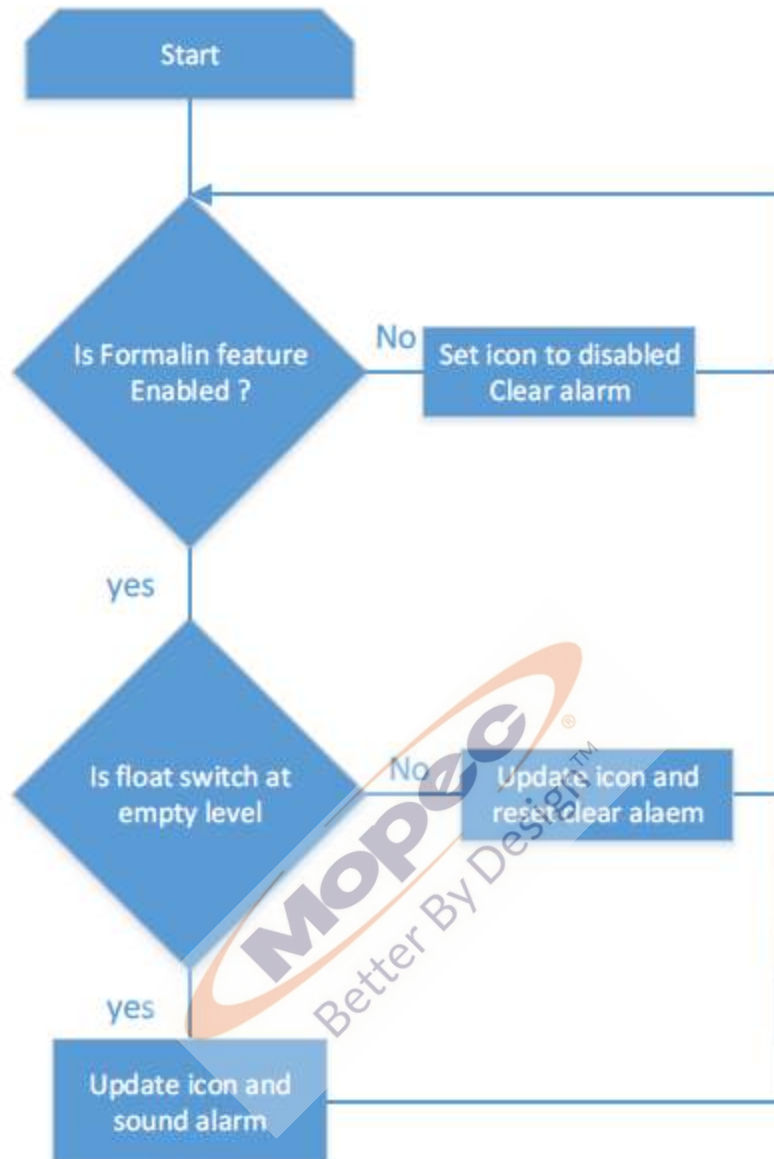 Start
Is Formalin feature
Enabled ?
No
Set icon to disabled
Clear alarm
yes
Is float switch at
empty level
No
Update icon and
reset clear alaem
Mopec®
Better By Design™
yes
Update icon and
sound alarm